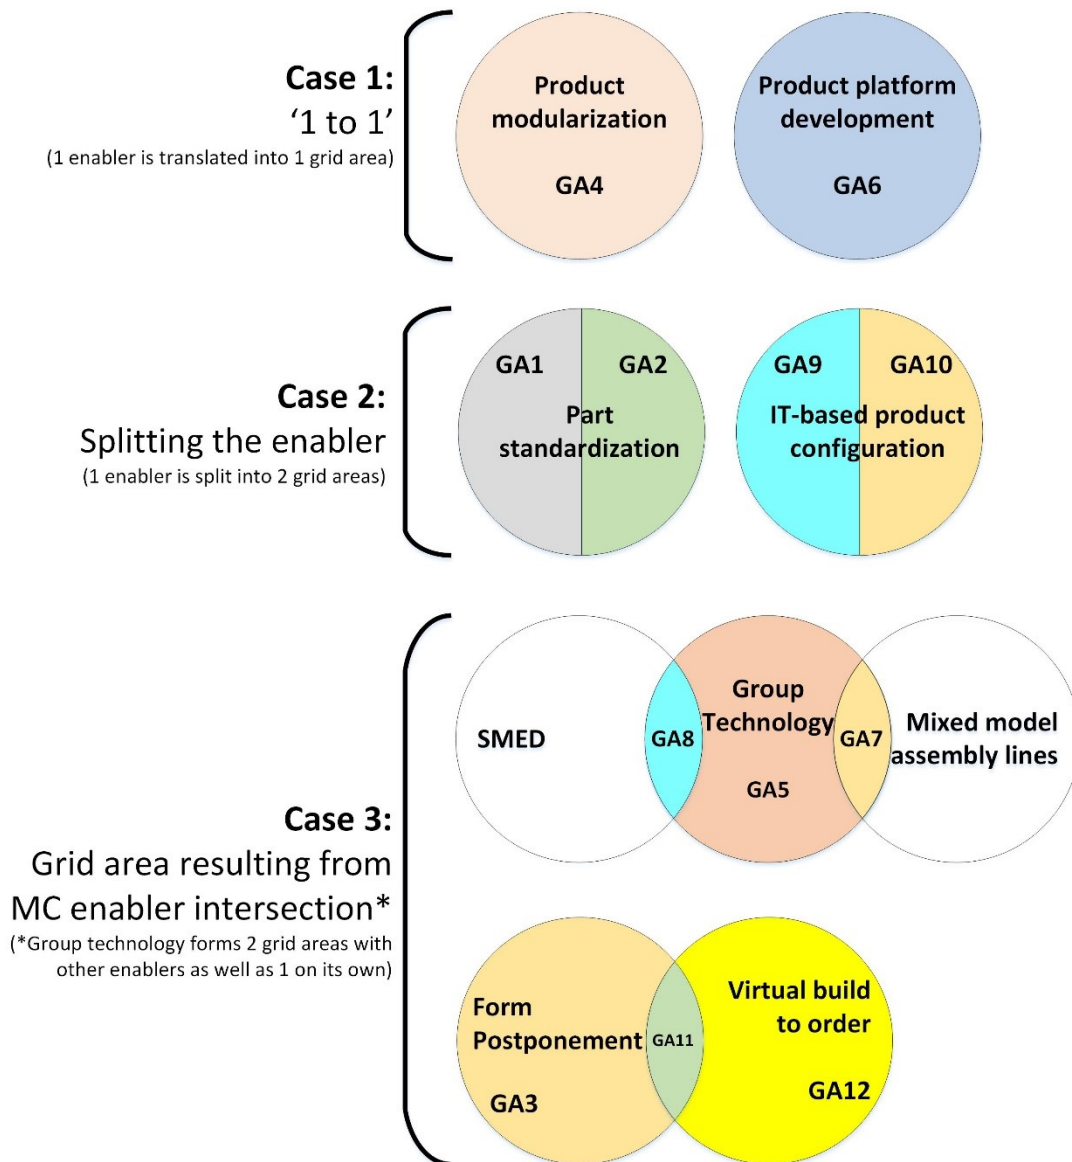 Case 1:
‘1 to 1’
(1 enabler is translated into 1 grid area)
Product
modularization
GA4
Product platform
development
GA6
Case 2:
Splitting the enabler
(1 enabler is split into 2 grid areas)
GA1
GA2
Part
standardization
GA9
GA10
IT-based product
configuration
Case 3:
Grid area resulting from
MC enabler intersection*
(*Group technology forms 2 grid areas with
other enablers as well as 1 on its own)
SMED
GA8
Group
Technology
GA5
GA7
Mixed model
assembly lines
Form
Postponement
GA3
GA11
Virtual build
to order
GA12